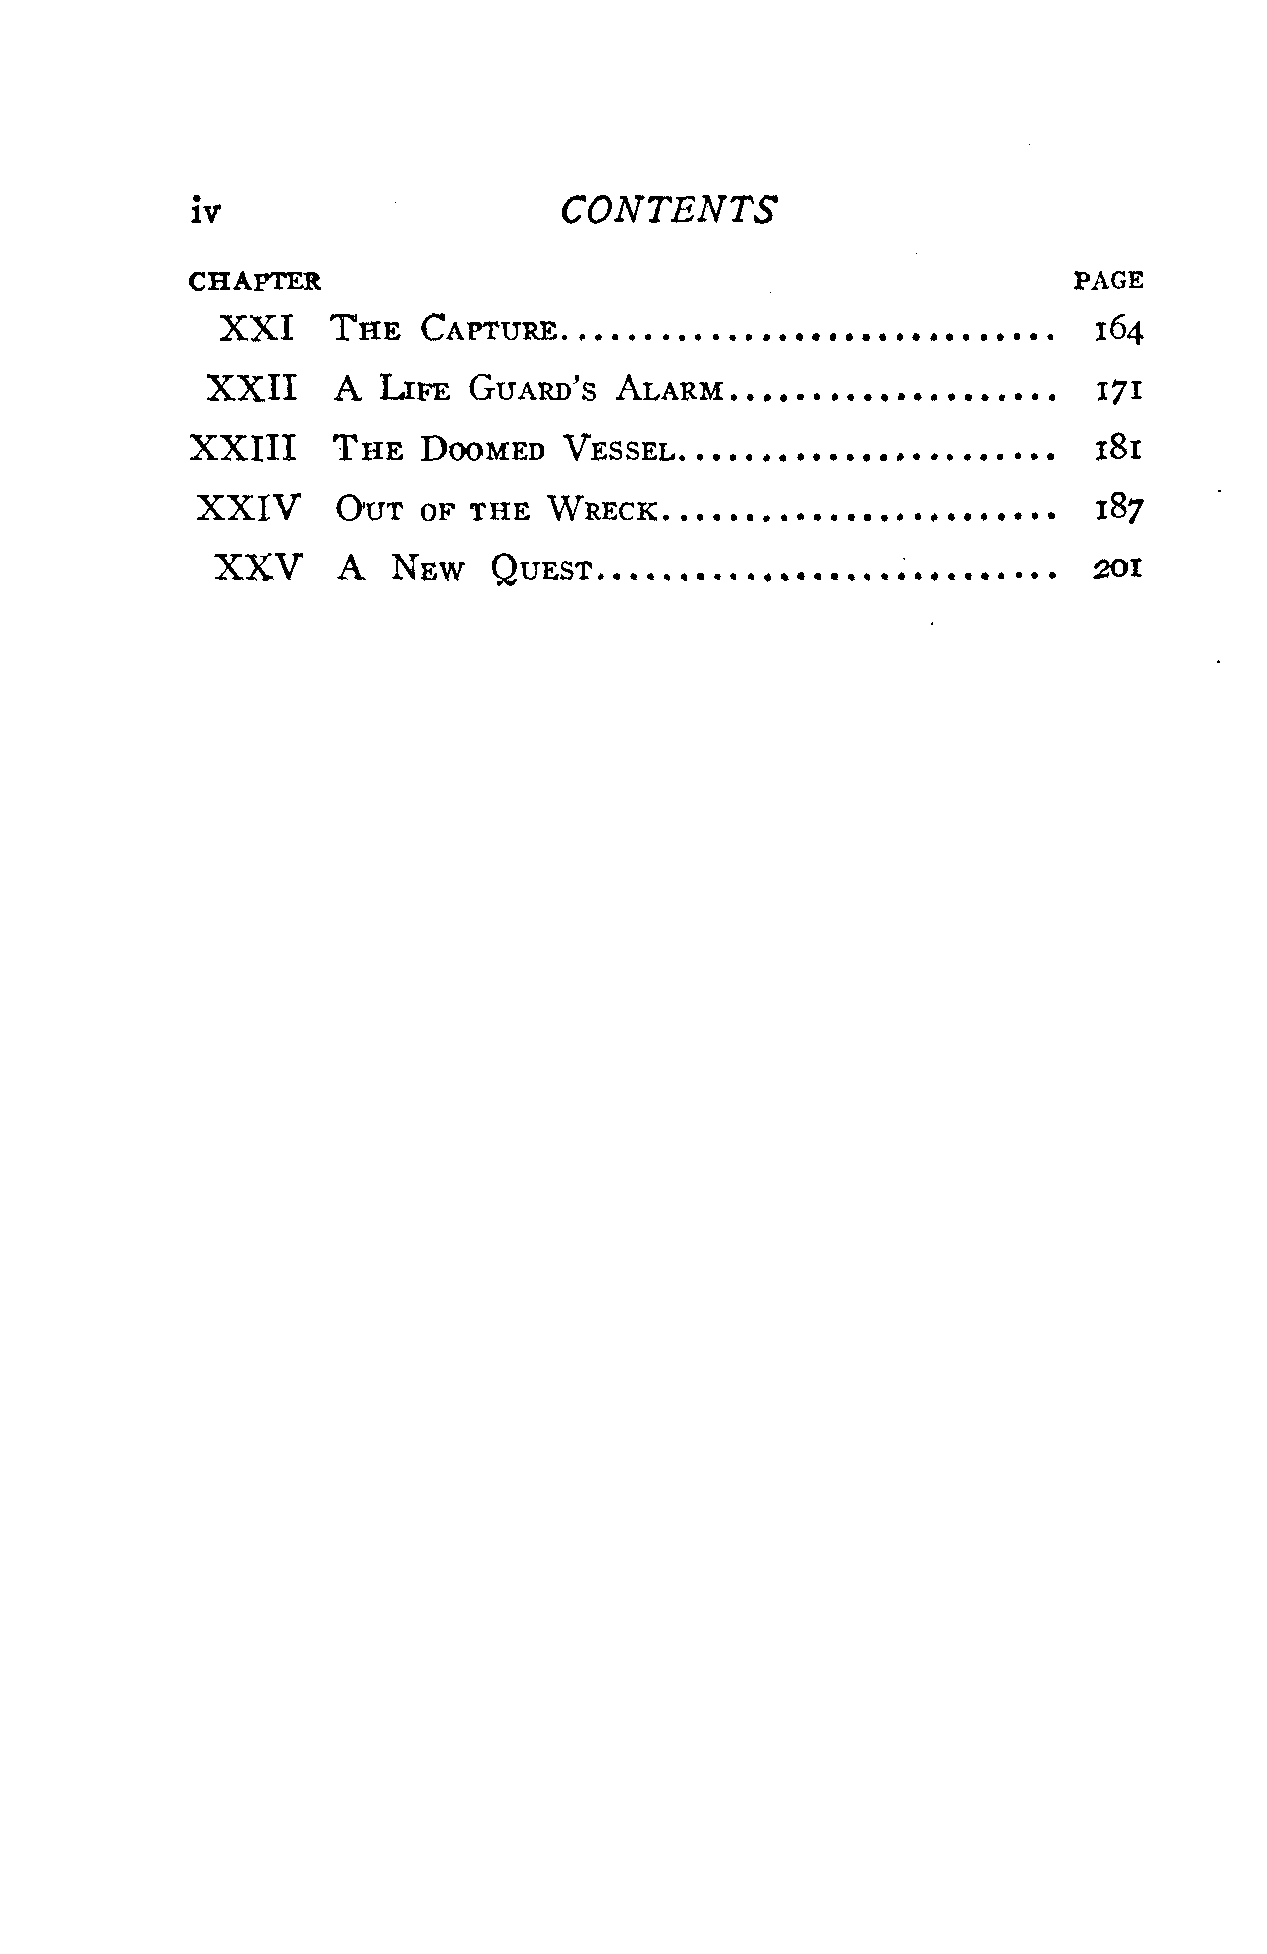 iv CONTENTS
CHAPTER PAGE
XXI The Capture.............................. 164
XXII A Life Guard's Alarm.................... 171
XXIII The Doomed Vessel....................... 181
XXIV Out of the Wreck........................ 187
XXV A New Quest............................ 201